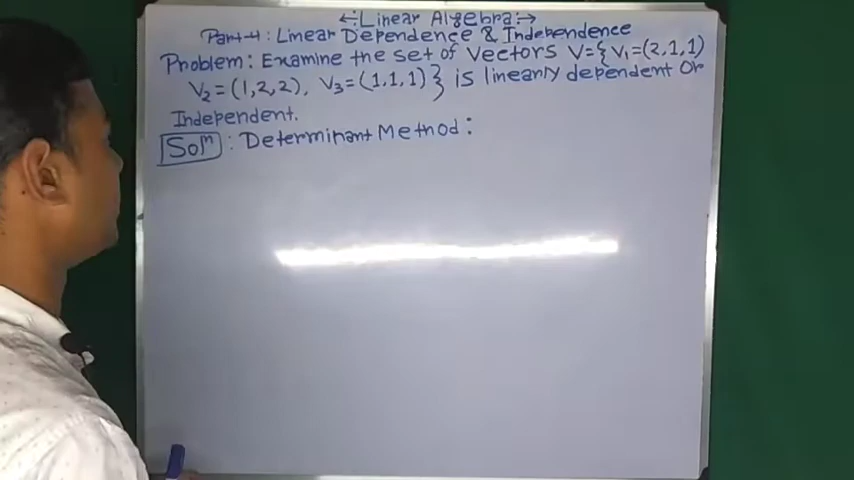 ←:Linear Algebra:→
Part-4: Linear Dependence & Independence
Problem: Examine the set of Vectors V={V₁=(2,1,1)
V₂=(1,2,2), V₃=(1,1,1)} is linearly dependent Or
Independent.
Solⁿ: Determinant Method: